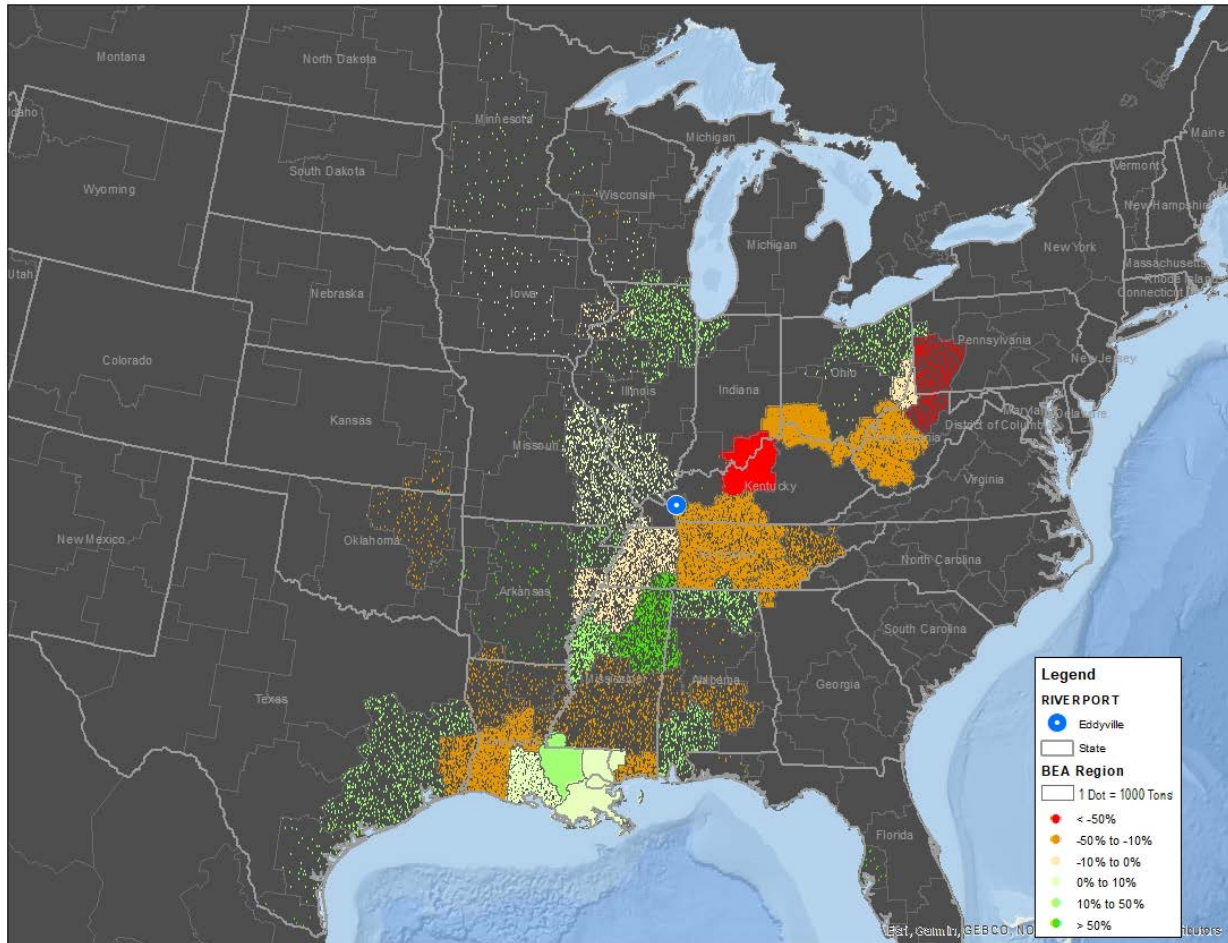 Montana
North Dakota
Minnesota
Michigan
Maine
Idaho
Wyoming
South Dakota
Wisconsin
Vermont
New Hampshire
Michigan
New York
Massachusetts
Rhode Island
Connecticut
Utah
Nebraska
Iowa
Pennsylvania
New Jersey
Colorado
Illinois
Indiana
Ohio
Maryland
Delaware
District of Columbia
Kansas
Missouri
Kentucky
Virginia
New Mexico
Oklahoma
Arkansas
North Carolina
South Carolina
Texas
Mississippi
Alabama
Georgia
Florida
Legend
RIVERPORT
Eddyville
State
BEA Region
1 Dot = 1000 Tons
< -50%
-50% to -10%
-10% to 0%
0% to 10%
10% to 50%
> 50%
Esri, Garmin, GEBCO,